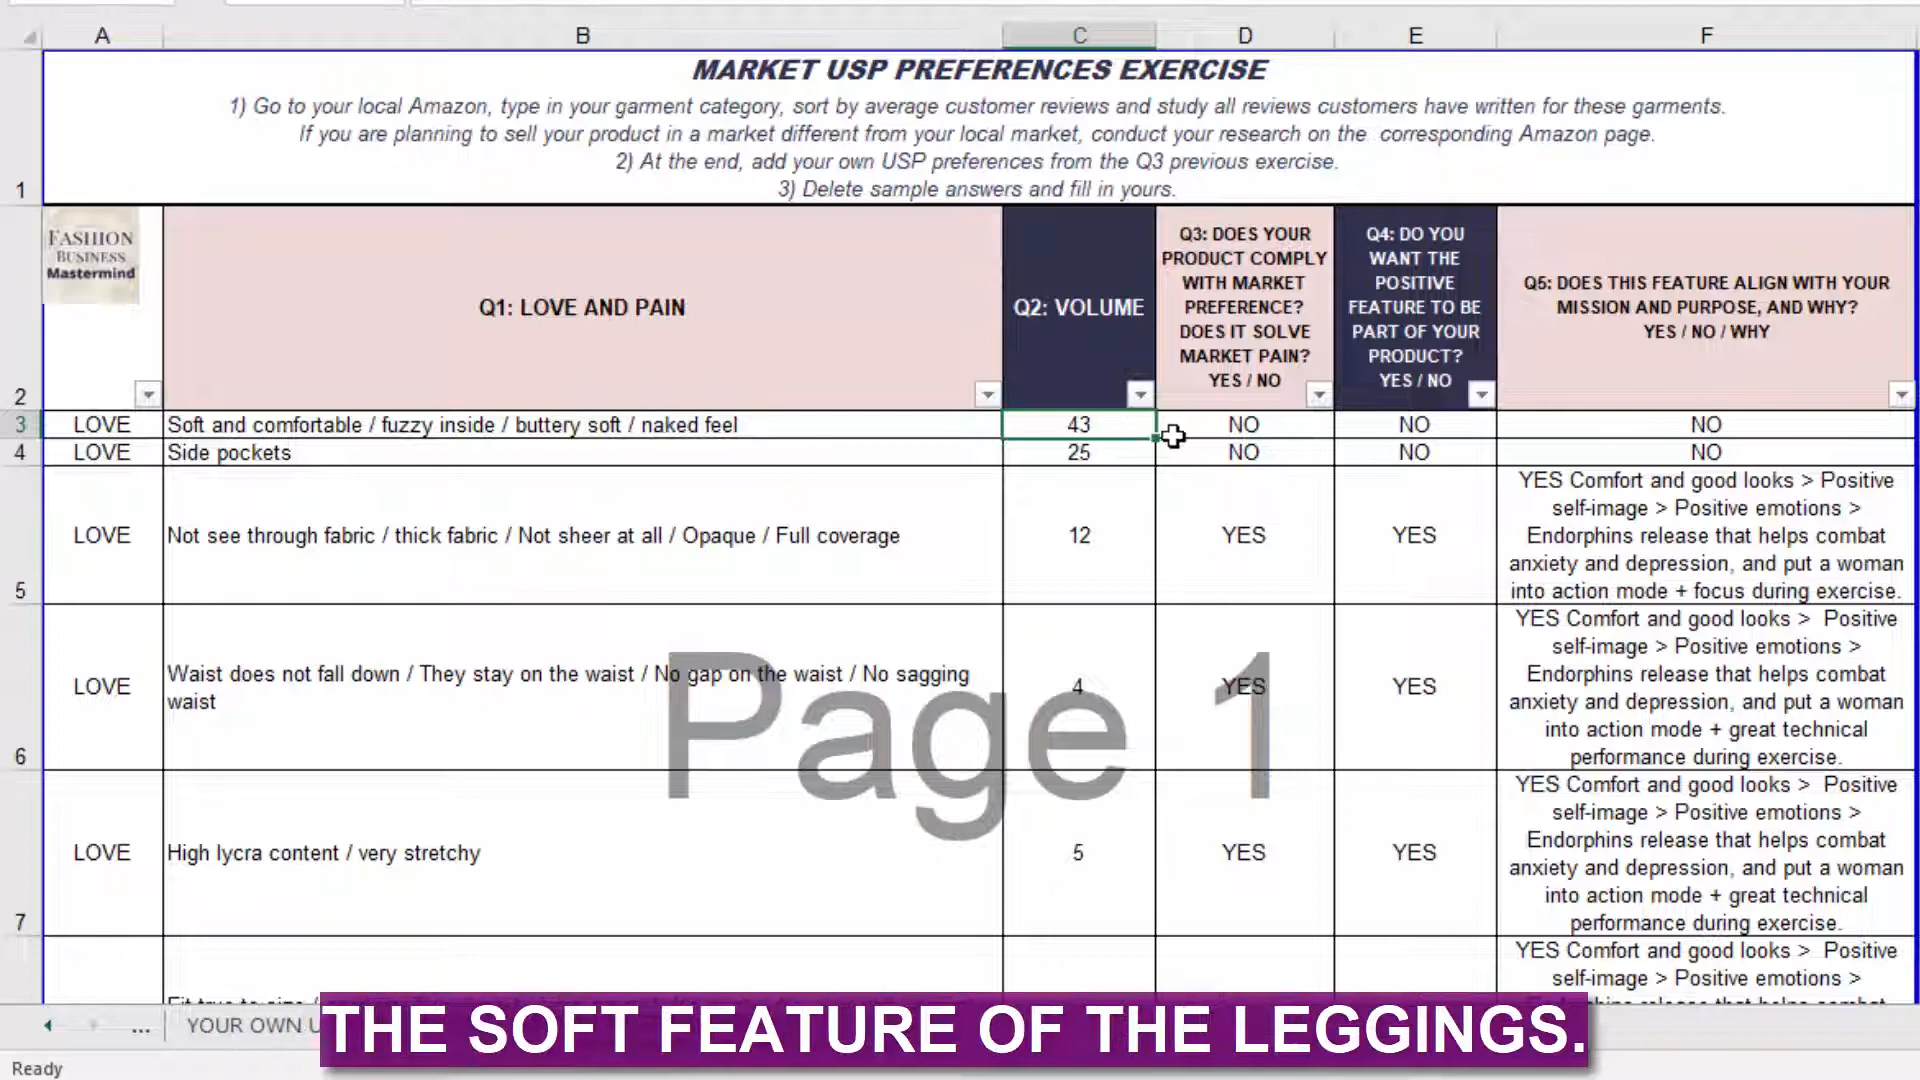 A B C D E F
MARKET USP PREFERENCES EXERCISE
1) Go to your local Amazon, type in your garment category, sort by average customer reviews and study all reviews customers have written for these garments.
If you are planning to sell your product in a market different from your local market, conduct your research on the corresponding Amazon page.
2) At the end, add your own USP preferences from the Q3 previous exercise.
3) Delete sample answers and fill in yours.
1
FASHION
BUSINESS
Mastermind
Q1: LOVE AND PAIN
Q2: VOLUME
Q3: DOES YOUR
PRODUCT COMPLY
WITH MARKET
PREFERENCE?
DOES IT SOLVE
MARKET PAIN?
YES / NO
Q4: DO YOU
WANT THE
POSITIVE
FEATURE TO BE
PART OF YOUR
PRODUCT?
YES / NO
Q5: DOES THIS FEATURE ALIGN WITH YOUR
MISSION AND PURPOSE, AND WHY?
YES / NO / WHY
2
3 LOVE Soft and comfortable / fuzzy inside / buttery soft / naked feel 43 NO NO NO
4 LOVE Side pockets 25 NO NO NO
5 LOVE Not see through fabric / thick fabric / Not sheer at all / Opaque / Full coverage 12 YES YES
YES Comfort and good looks > Positive
self-image > Positive emotions >
Endorphins release that helps combat
anxiety and depression, and put a woman
into action mode + focus during exercise.
6 LOVE Waist does not fall down / They stay on the waist / No gap on the waist / No sagging
waist 4 YES YES
YES Comfort and good looks > Positive
self-image > Positive emotions >
Endorphins release that helps combat
anxiety and depression, and put a woman
into action mode + great technical
performance during exercise.
7 LOVE High lycra content / very stretchy 5 YES YES
YES Comfort and good looks > Positive
self-image > Positive emotions >
Endorphins release that helps combat
anxiety and depression, and put a woman
into action mode + great technical
performance during exercise.
YES Comfort and good looks > Positive
self-image > Positive emotions >
Page 1
... YOUR OWN U
THE SOFT FEATURE OF THE LEGGINGS.
Ready